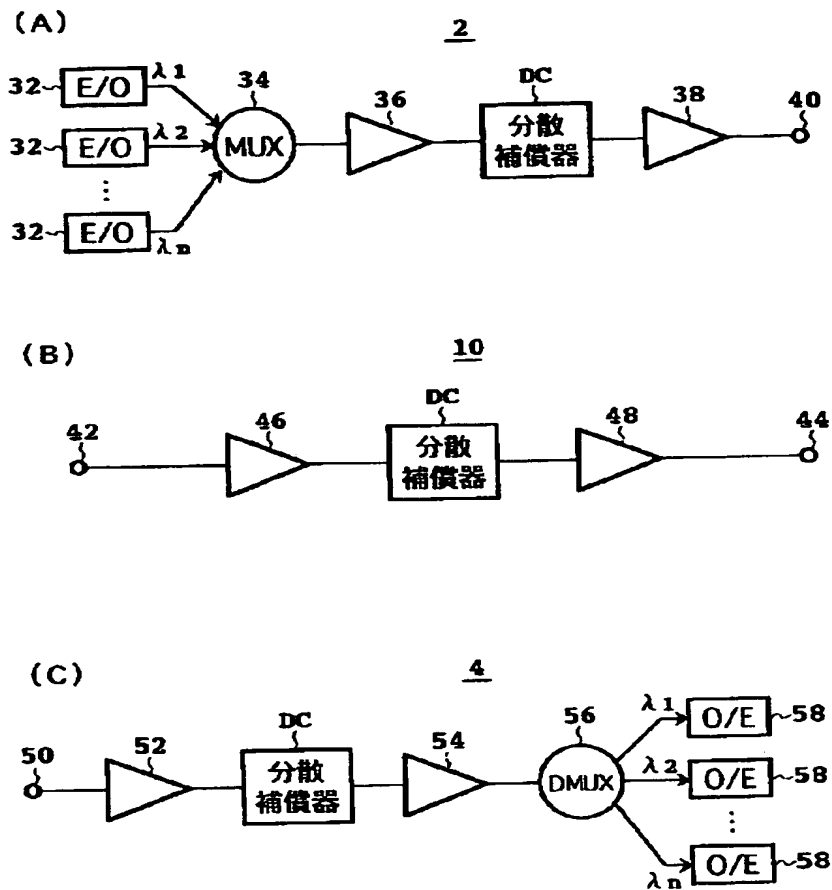 (A)
2
32 E/O λ1
34
MUX
36
DC
分散
補償器
38
40
32 E/O λ2
⋮
32 E/O λn
(B)
10
42
46
DC
分散
補償器
48
44
(C)
4
50
52
DC
分散
補償器
54
56
DMUX
λ1 O/E 58
λ2 O/E 58
⋮
λn O/E 58